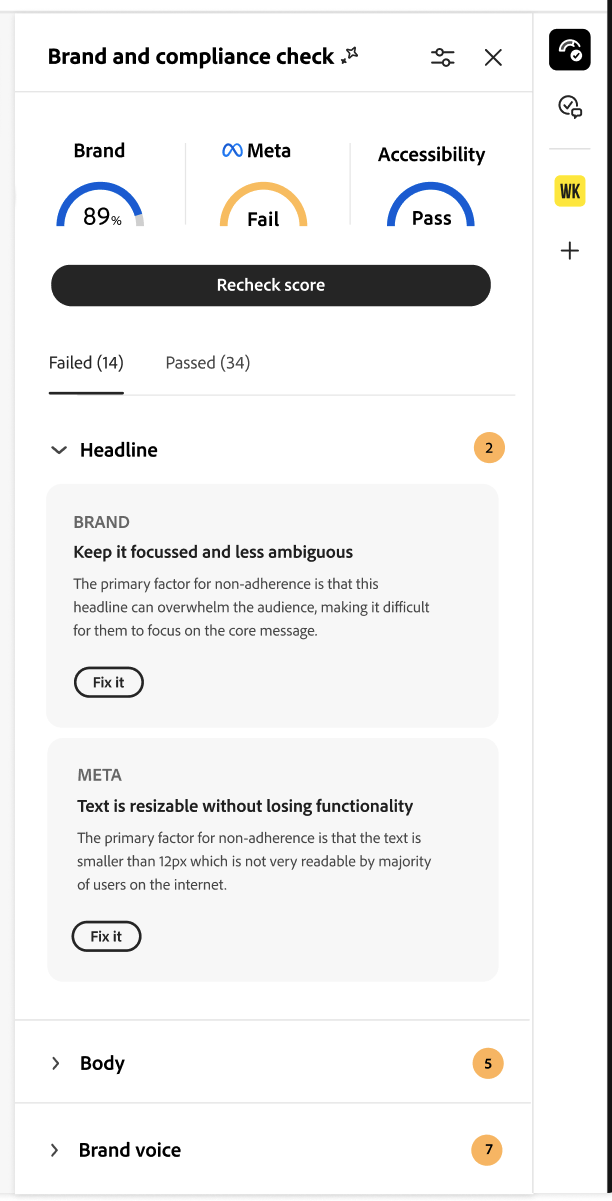 Brand and compliance check
Brand
Meta
Accessibility
89%
Fail
Pass
WK
Recheck score
Failed (14)
Passed (34)
Headline
2
BRAND
Keep it focussed and less ambiguous
The primary factor for non-adherence is that this
headline can overwhelm the audience, making it difficult
for them to focus on the core message.
Fix it
META
Text is resizable without losing functionality
The primary factor for non-adherence is that the text is
smaller than 12px which is not very readable by majority
of users on the internet.
Fix it
Body
5
Brand voice
7